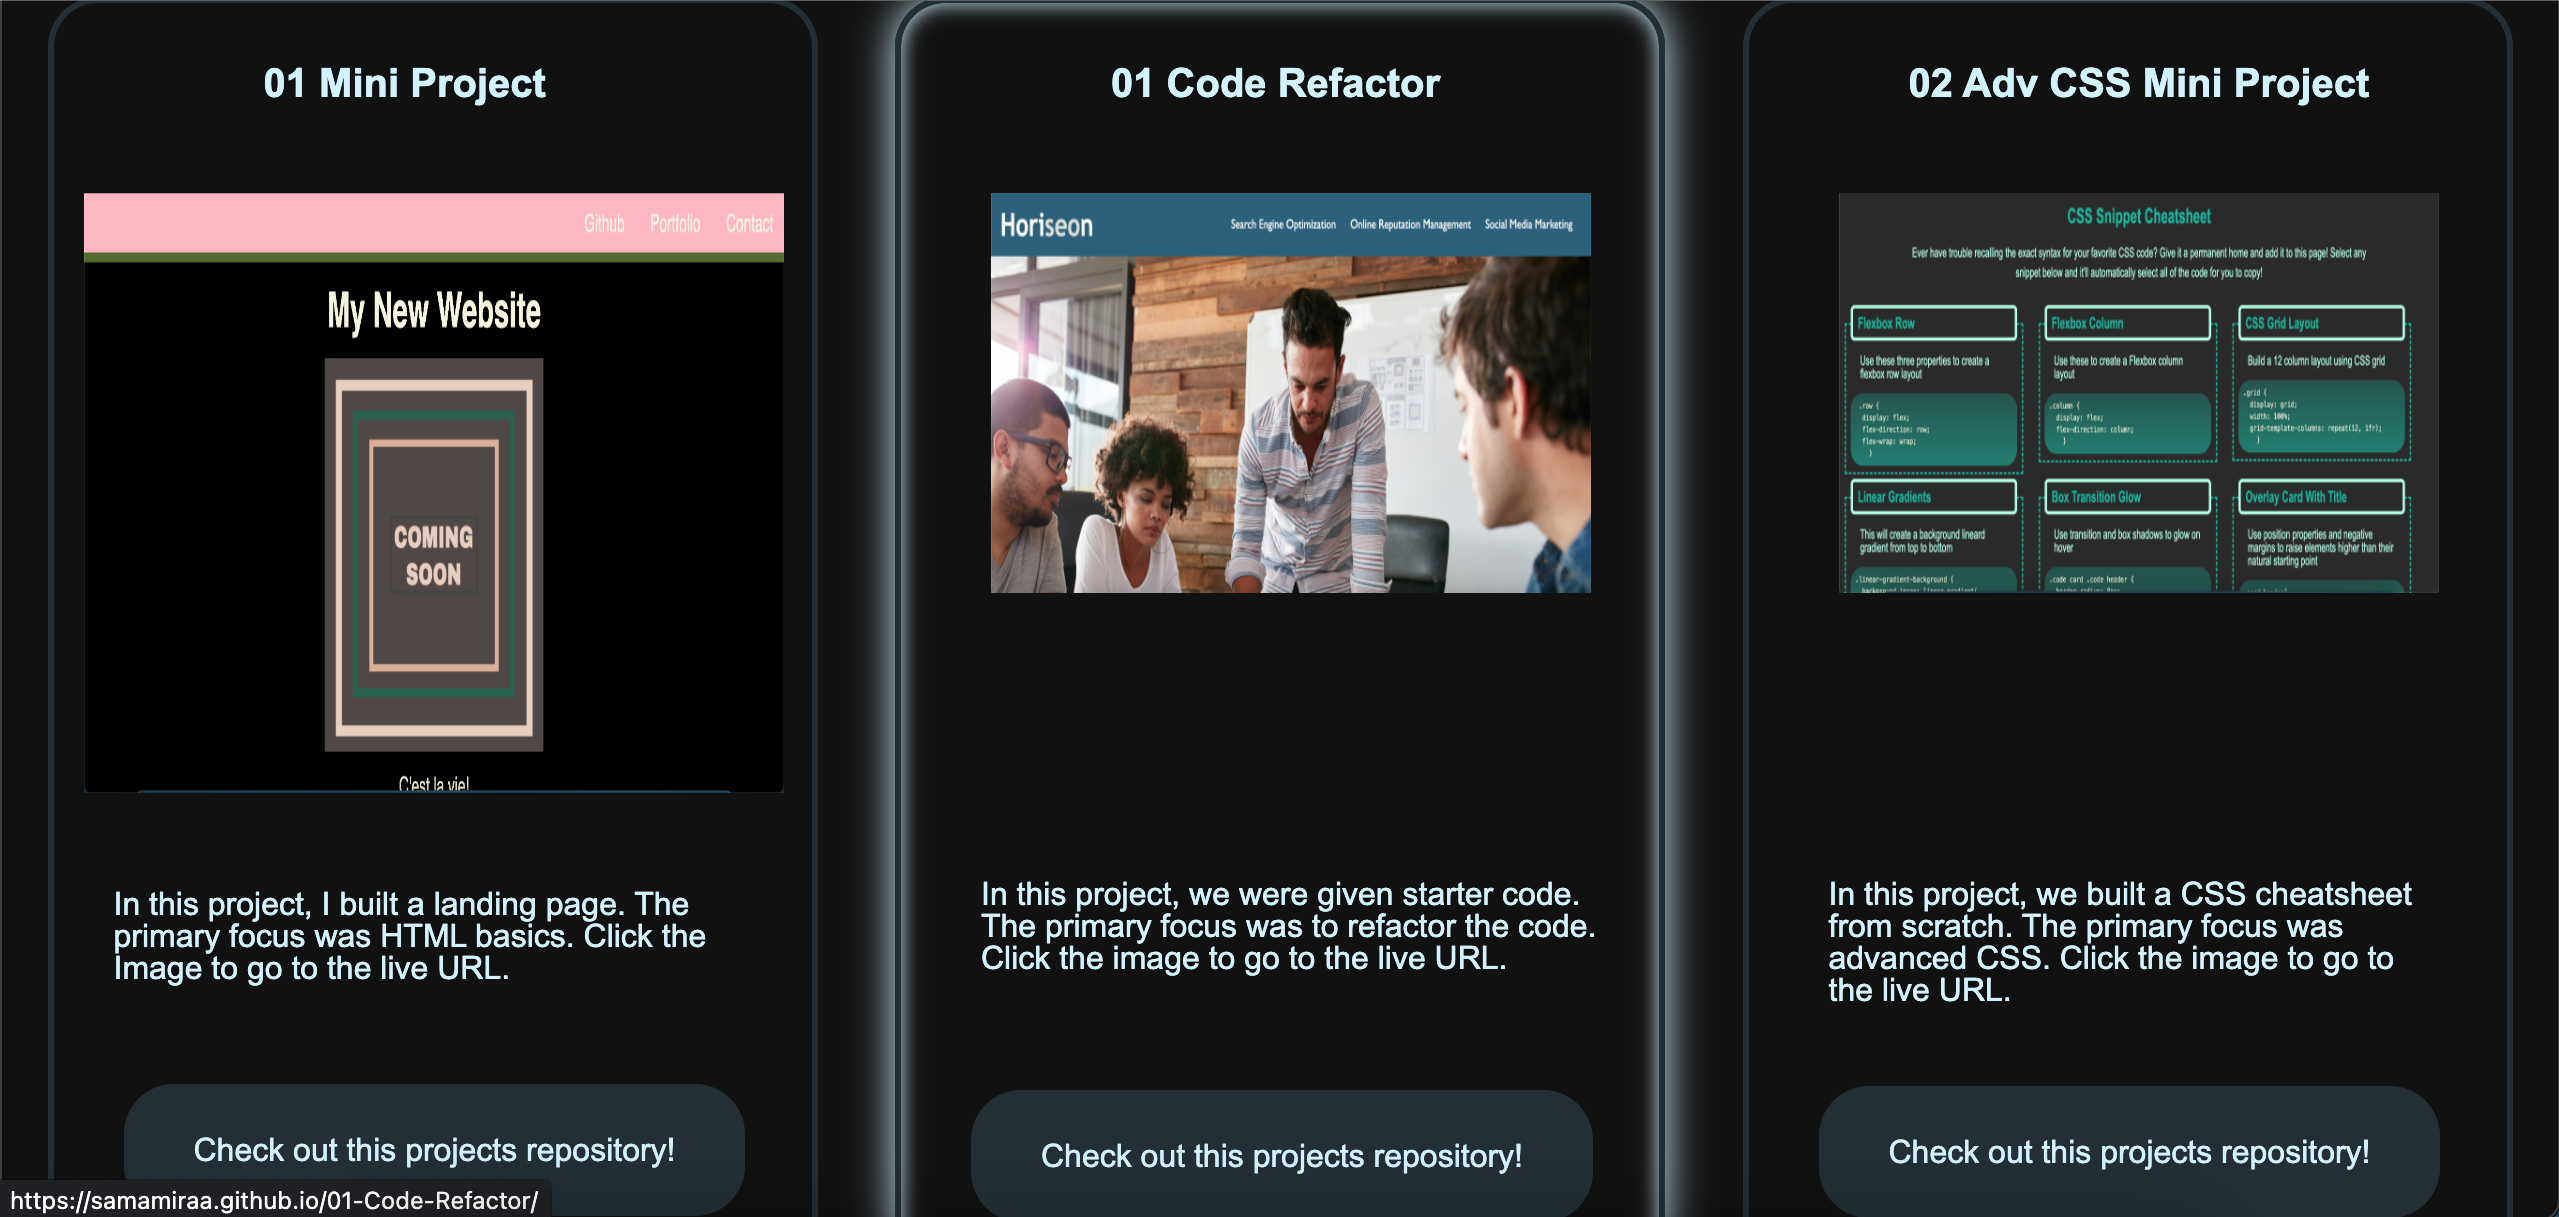 01 Mini Project
Github Portfolio Contact
My New Website
COMING
SOON
C'est la vie!
In this project, I built a landing page. The
primary focus was HTML basics. Click the
Image to go to the live URL.
Check out this projects repository!
01 Code Refactor
Horiseon
Search Engine Optimization Online Reputation Management Social Media Marketing
In this project, we were given starter code.
The primary focus was to refactor the code.
Click the image to go to the live URL.
Check out this projects repository!
02 Adv CSS Mini Project
CSS Snippet Cheatsheet
Ever have trouble recalling the exact syntax for your favorite CSS code? Give it a permanent home and add it to this page! Select any
snippet below and it'll automatically select all of the code for you to copy!
Flexbox Row
Use these three properties to create a
flexbox row layout
.row {
display: flex;
flex-direction: row;
flex-wrap: wrap;
}
Flexbox Column
Use these to create a Flexbox column
layout
.column {
display: flex;
flex-direction: column;
}
CSS Grid Layout
Build a 12 column layout using CSS grid
.grid {
display: grid;
width: 100%;
grid-template-columns: repeat(12, 1fr);
}
Linear Gradients
This will create a background lineard
gradient from top to bottom
.linear-gradient-background {
background-image: linear-gradient(
Box Transition Glow
Use transition and box shadows to glow on
hover
.code card .code header {
border-radius: 0px;
Overlay Card With Title
Use position properties and negative
margins to raise elements higher than their
natural starting point
In this project, we built a CSS cheatsheet
from scratch. The primary focus was
advanced CSS. Click the image to go to
the live URL.
Check out this projects repository!
https://samamiraa.github.io/01-Code-Refactor/